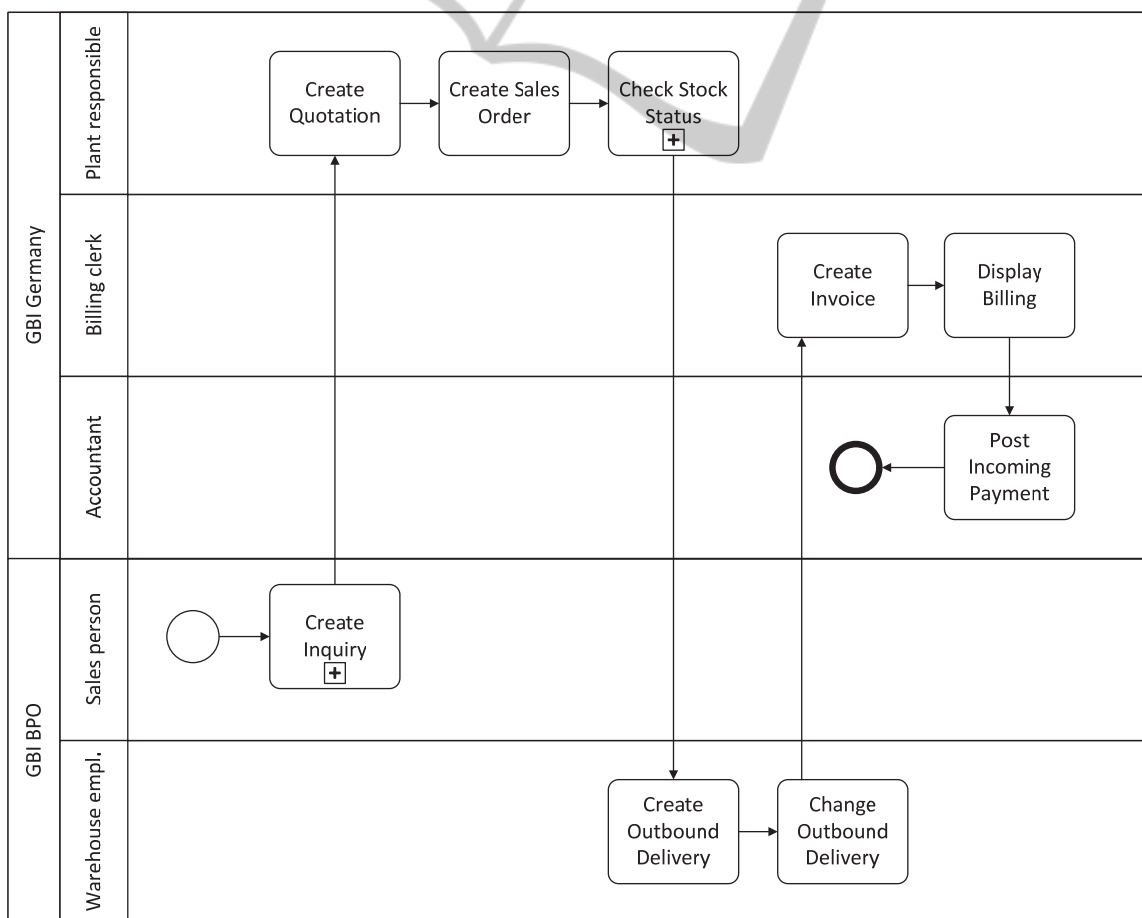 GBI Germany
Plant responsible
Create
Quotation
Create Sales
Order
Check Stock
Status
Billing clerk
Create
Invoice
Display
Billing
Accountant
Post
Incoming
Payment
GBI BPO
Sales person
Create
Inquiry
Warehouse empl.
Create
Outbound
Delivery
Change
Outbound
Delivery